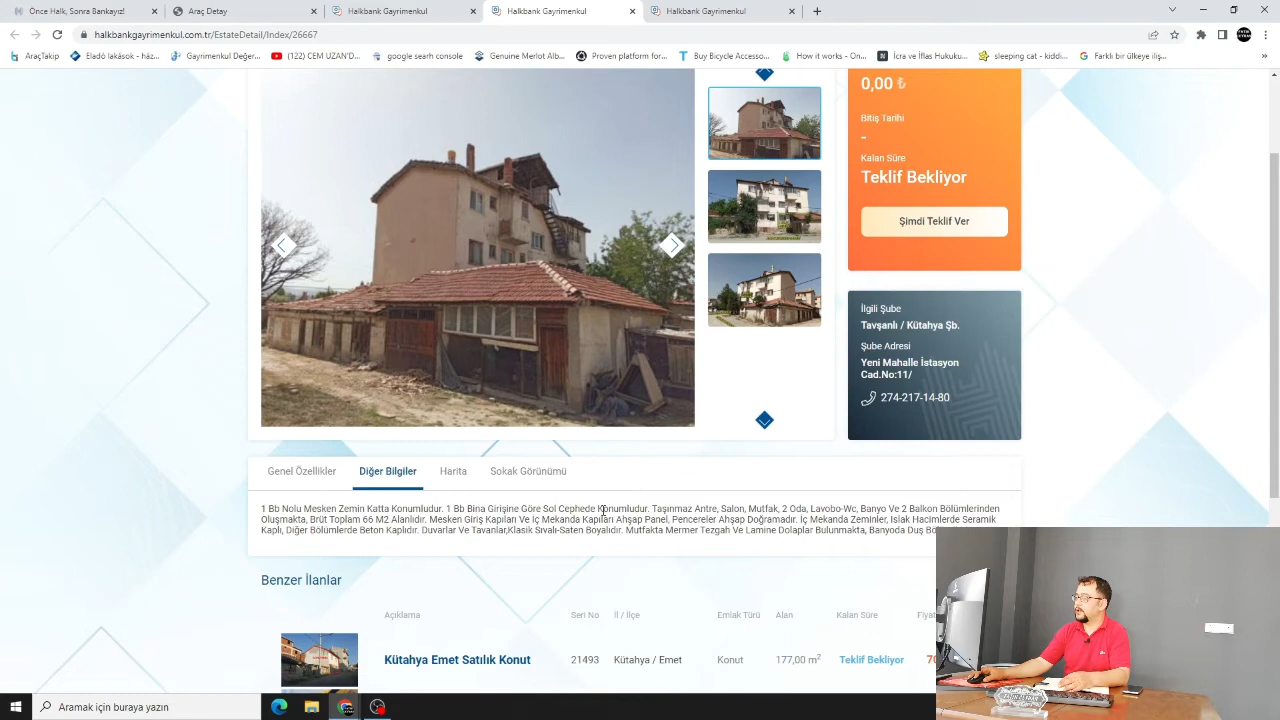 Önce Halk, Sonra Bankayız!
Araç Detay
halkbankgayrimenkul
halkbankgayrimenkul
halkbankgayrimenkul.com.tr/EstateDetail/Index/26667
AraçTakip
Eladó lakások - ház...
Gayrimenkul Değer...
(122) CEM UZAN'D...
google searh console
Genuine Merlot Alb...
Proven platform for...
Buy Bicycle Accesso...
How it works - On...
İcra ve İflas Hukuku...
sleeping cat - kiddi...
Farklı bir ülkeye iliş...
0,00 ₺
Bitiş Tarihi
-
Kalan Süre
Teklif Bekliyor
Şimdi Teklif Ver
İlgili Şube
Tavşanlı / Kütahya Şb.
Şube Adresi
Yeni Mahalle İstasyon
Cad.No:11/
274-217-14-80
Genel Özellikler
Diğer Bilgiler
Harita
Sokak Görünümü
1 Bb Nolu Mesken Zemin Katta Konumludur. 1 Bb Bina Girişine Göre Sol Cephede Konumludur. Taşınmaz Antre, Salon, Mutfak, 2 Oda, Lavobo-Wc, Banyo Ve 2 Balkon Bölümlerinden
Oluşmakta, Brüt Toplam 66 M2 Alanlıdır. Mesken Giriş Kapıları Ve İç Mekanda Kapıları Ahşap Panel, Pencereler Ahşap Doğramadır. İç Mekanda Zeminler, Islak Hacimlerde Seramik
Kaplı, Diğer Bölümlerde Beton Kaplıdır. Duvarlar Ve Tavanlar,Klasik Sıvalı-Saten Boyalıdır. Mutfakta Mermer Tezgah Ve Lamine Dolaplar Bulunmakta, Banyoda Duş Bö
Benzer İlanlar
Açıklama
Seri No
İl / İlçe
Emlak Türü
Alan
Kalan Süre
Fiyat
Kütahya Emet Satılık Konut
21493
Kütahya / Emet
Konut
177,00 m²
Teklif Bekliyor
70
Aramak için buraya yazın